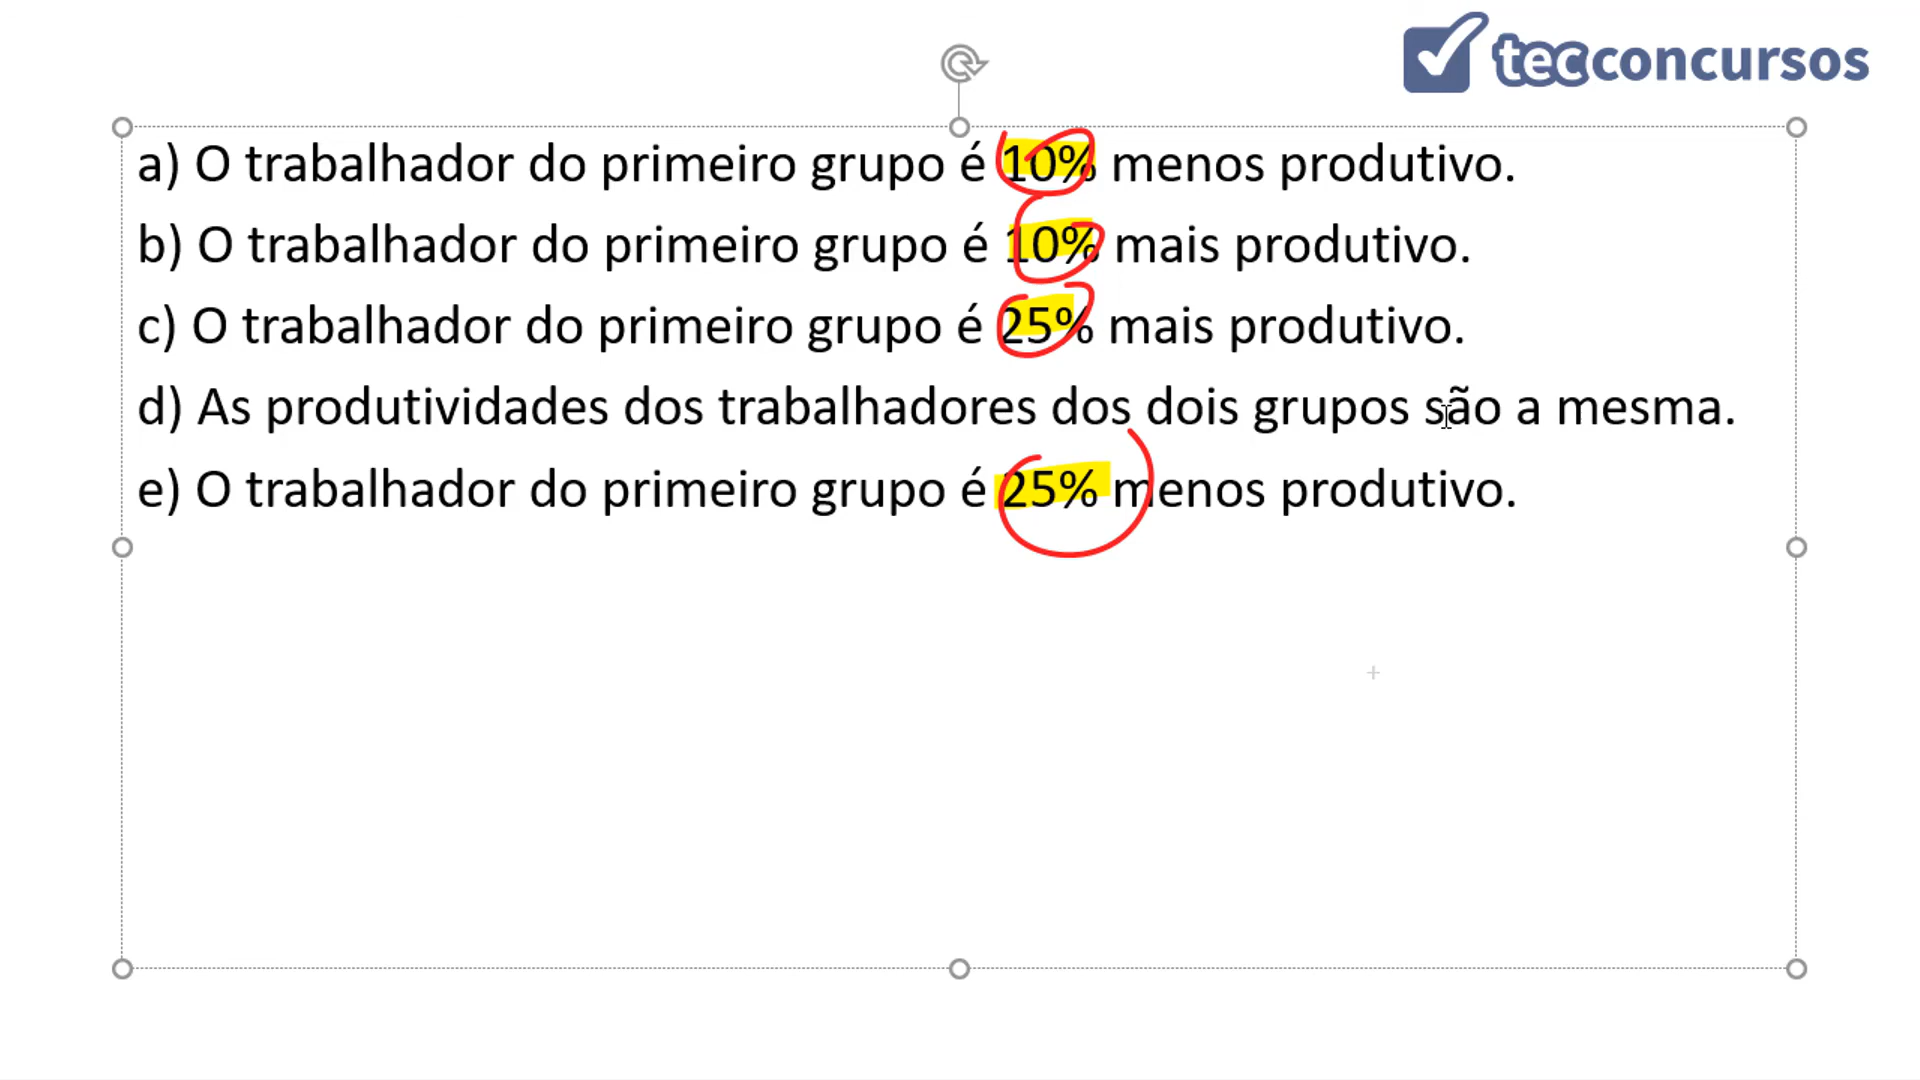 tecconcursos
a) O trabalhador do primeiro grupo é 10% menos produtivo.
b) O trabalhador do primeiro grupo é 10% mais produtivo.
c) O trabalhador do primeiro grupo é 25% mais produtivo.
d) As produtividades dos trabalhadores dos dois grupos são a mesma.
e) O trabalhador do primeiro grupo é 25% menos produtivo.